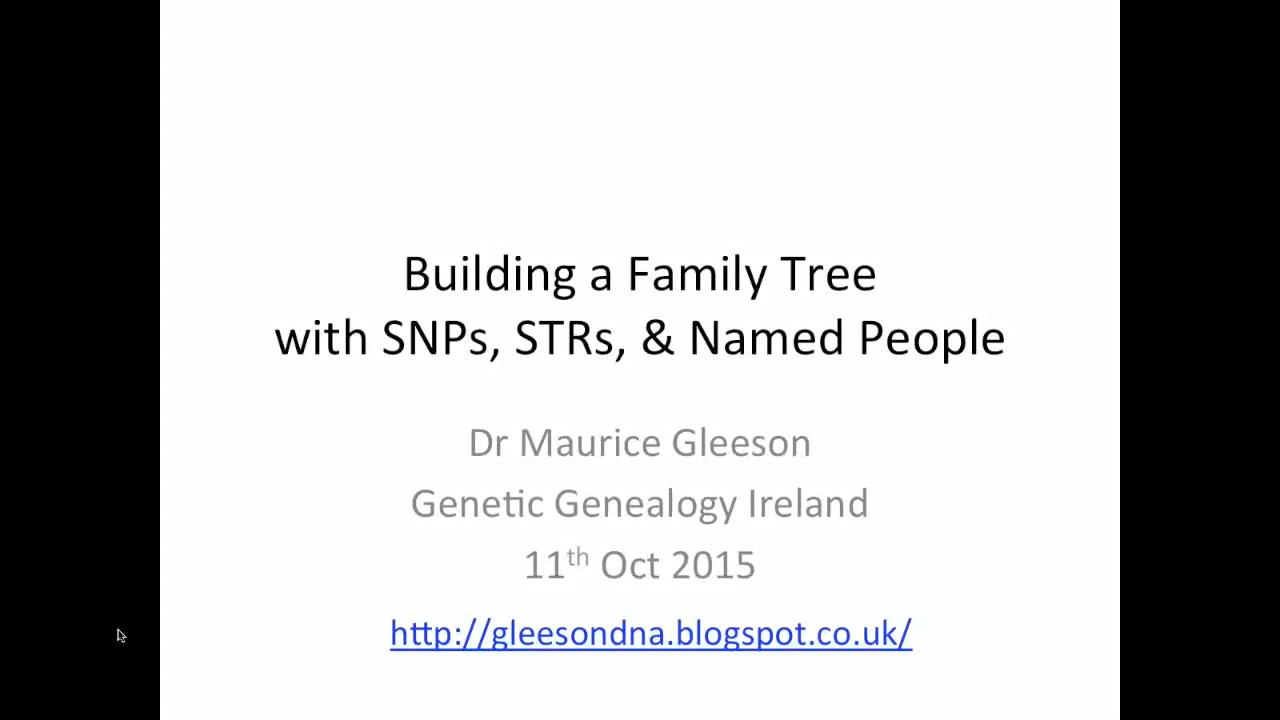 Building a Family Tree
with SNPs, STRs, & Named People
Dr Maurice Gleeson
Genetic Genealogy Ireland
11th Oct 2015
http://gleesondna.blogspot.co.uk/